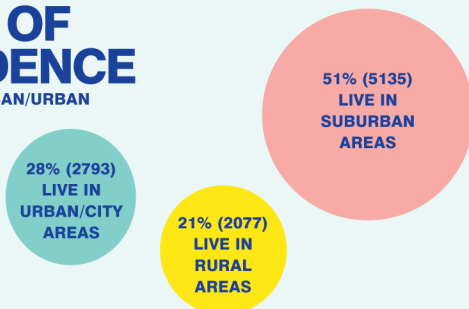 OF
DENCE
AN/URBAN
51% (5135)
LIVE IN
SUBURBAN
AREAS
28% (2793)
LIVE IN
URBAN/CITY
AREAS
21% (2077)
LIVE IN
RURAL
AREAS